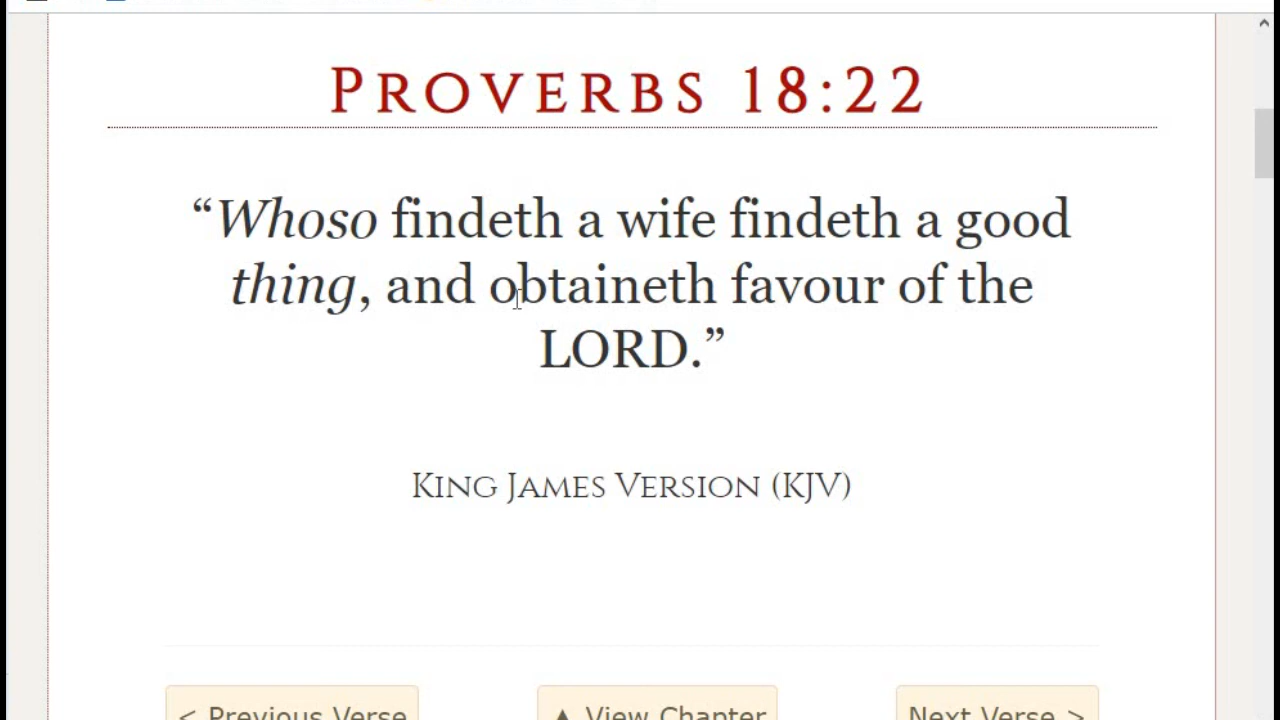 Proverbs 18:22
“Whoso findeth a wife findeth a good
thing, and obtaineth favour of the
LORD.”
King James Version (KJV)
< Previous Verse
▲ View Chapter
Next Verse >